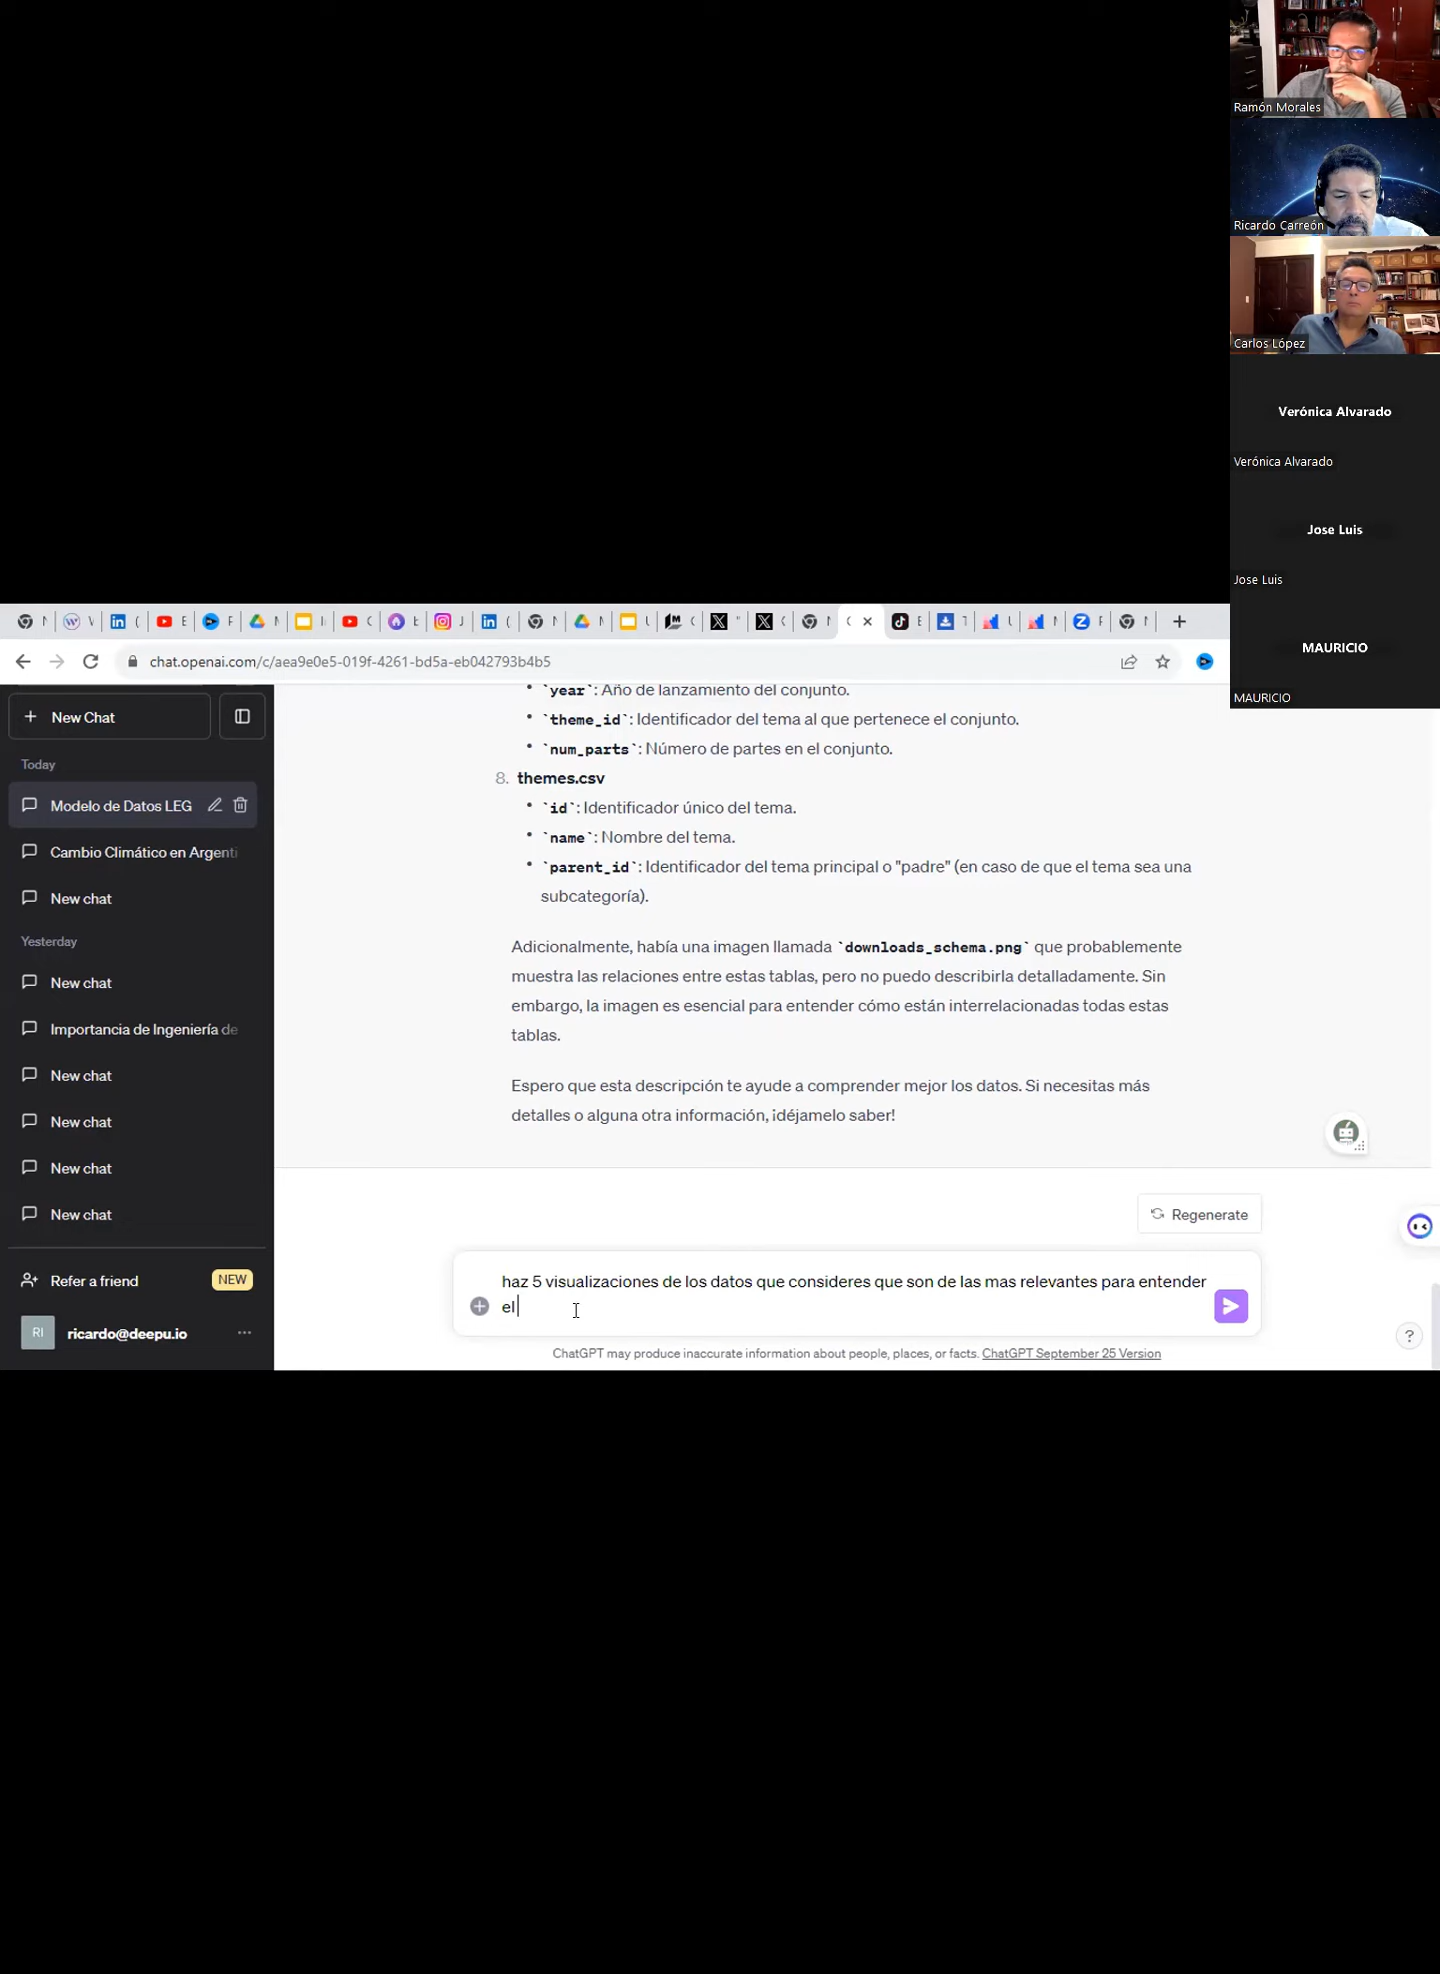 Ramón Morales
Ricardo Carreón
Carlos López
Verónica Alvarado
Verónica Alvarado
Jose Luis
Jose Luis
MAURICIO
MAURICIO
chat.openai.com/c/aea9e0e5-019f-4261-bd5a-eb042793b4b5
+ New Chat
Today
Modelo de Datos LEG
Cambio Climático en Argenti
New chat
Yesterday
New chat
Importancia de Ingeniería de
New chat
New chat
New chat
New chat
Refer a friend NEW
RI ricardo@deepu.io ···
• `year`: Año de lanzamiento del conjunto.
• `theme_id`: Identificador del tema al que pertenece el conjunto.
• `num_parts`: Número de partes en el conjunto.
8. themes.csv
• `id`: Identificador único del tema.
• `name`: Nombre del tema.
• `parent_id`: Identificador del tema principal o "padre" (en caso de que el tema sea una
subcategoría).
Adicionalmente, había una imagen llamada `downloads_schema.png` que probablemente
muestra las relaciones entre estas tablas, pero no puedo describirla detalladamente. Sin
embargo, la imagen es esencial para entender cómo están interrelacionadas todas estas
tablas.
Espero que esta descripción te ayude a comprender mejor los datos. Si necesitas más
detalles o alguna otra información, ¡déjamelo saber!
Regenerate
haz 5 visualizaciones de los datos que consideres que son de las mas relevantes para entender
el
?
ChatGPT may produce inaccurate information about people, places, or facts. ChatGPT September 25 Version